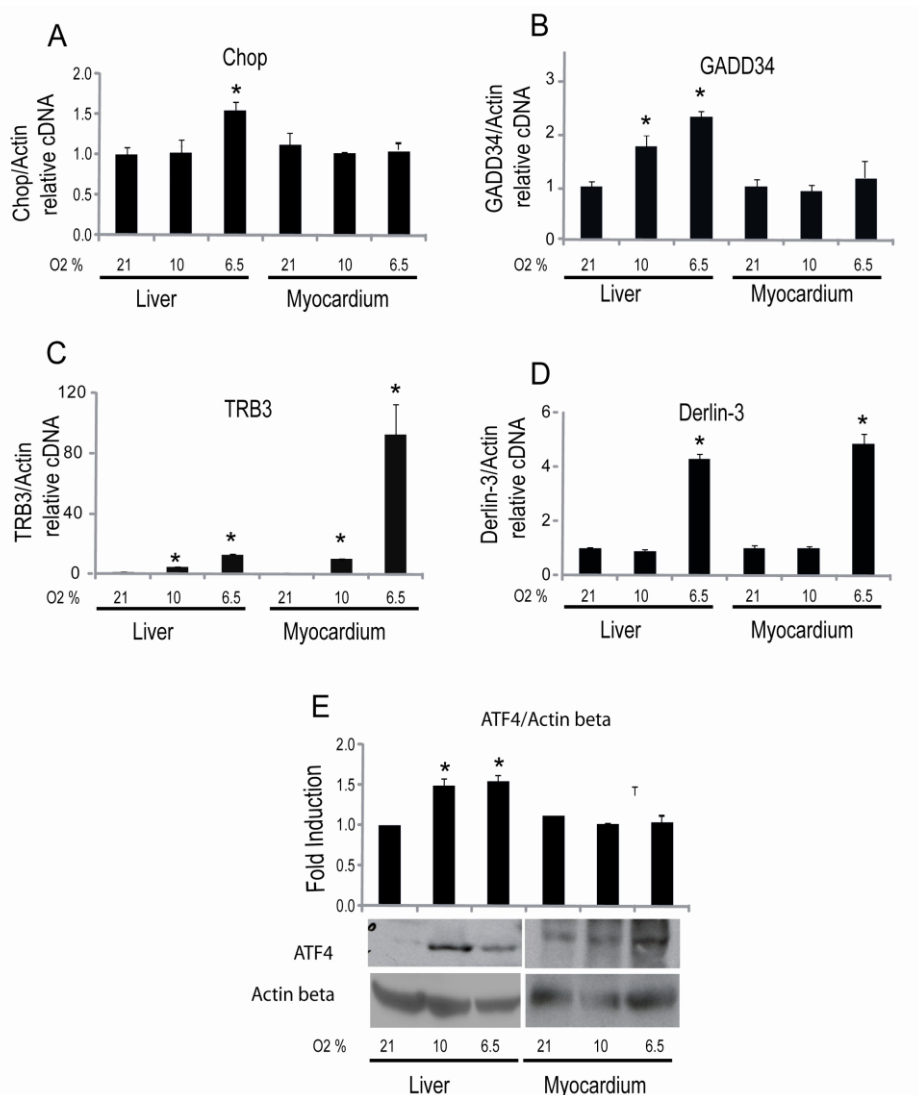 A
Chop
Chop/Actin
relative cDNA
2.0
1.5
*
1.0
0.5
0.0
O2 % 21 10 6.5 21 10 6.5
Liver Myocardium
B
GADD34
GADD34/Actin
relative cDNA
3
* *
2
1
0
21 10 6.5 21 10 6.5
Liver Myocardium
C
TRB3
TRB3/Actin
relative cDNA
120
80
40
0
* * * *
O2 % 21 10 6.5 21 10 6.5
Liver Myocardium
D
Derlin-3
Derlin-3/Actin
relative cDNA
6
4
2
0
* *
O2 % 21 10 6.5 21 10 6.5
Liver Myocardium
E
ATF4/Actin beta
Fold Induction
2.0
1.5
1.0
0.5
0.0
* *
ATF4
Actin beta
O2 % 21 10 6.5 21 10 6.5
Liver Myocardium